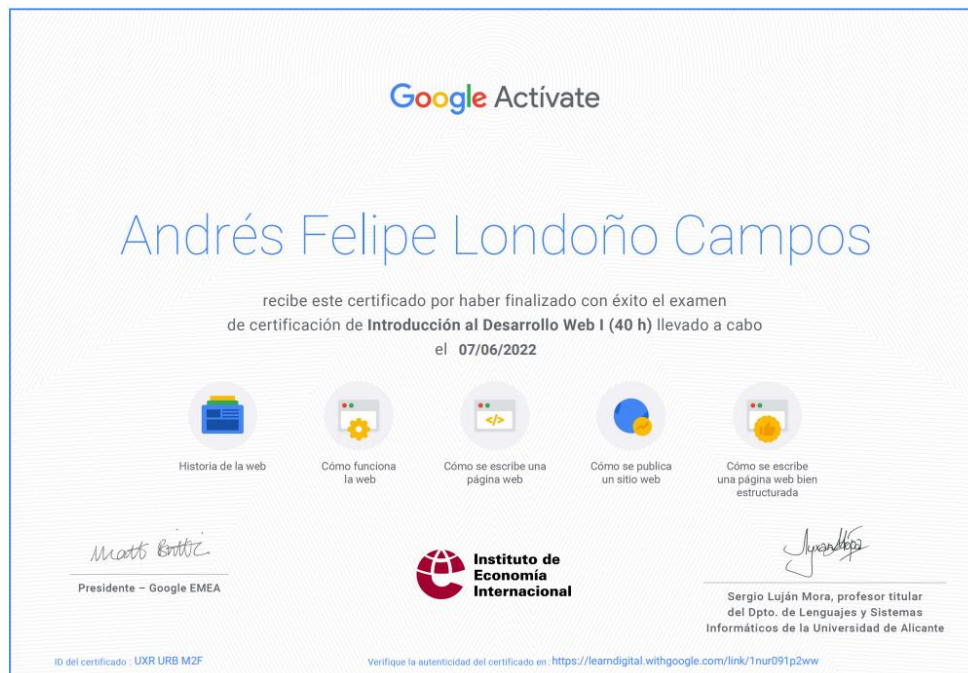 Google Actívate
Andrés Felipe Londoño Campos
recibe este certificado por haber finalizado con éxito el examen
de certificación de Introducción al Desarrollo Web I (40 h) llevado a cabo
el 07/06/2022
</>
Historia de la web
Cómo funciona
la web
Cómo se escribe una
página web
Cómo se publica
un sitio web
Cómo se escribe
una página web bien
estructurada
Matt Brittin
Presidente – Google EMEA
Instituto de
Economía
Internacional
Sergio Luján Mora, profesor titular
del Dpto. de Lenguajes y Sistemas
Informáticos de la Universidad de Alicante
ID del certificado : UXR URB M2F
Verifique la autenticidad del certificado en: https://learndigital.withgoogle.com/link/1nur091p2ww